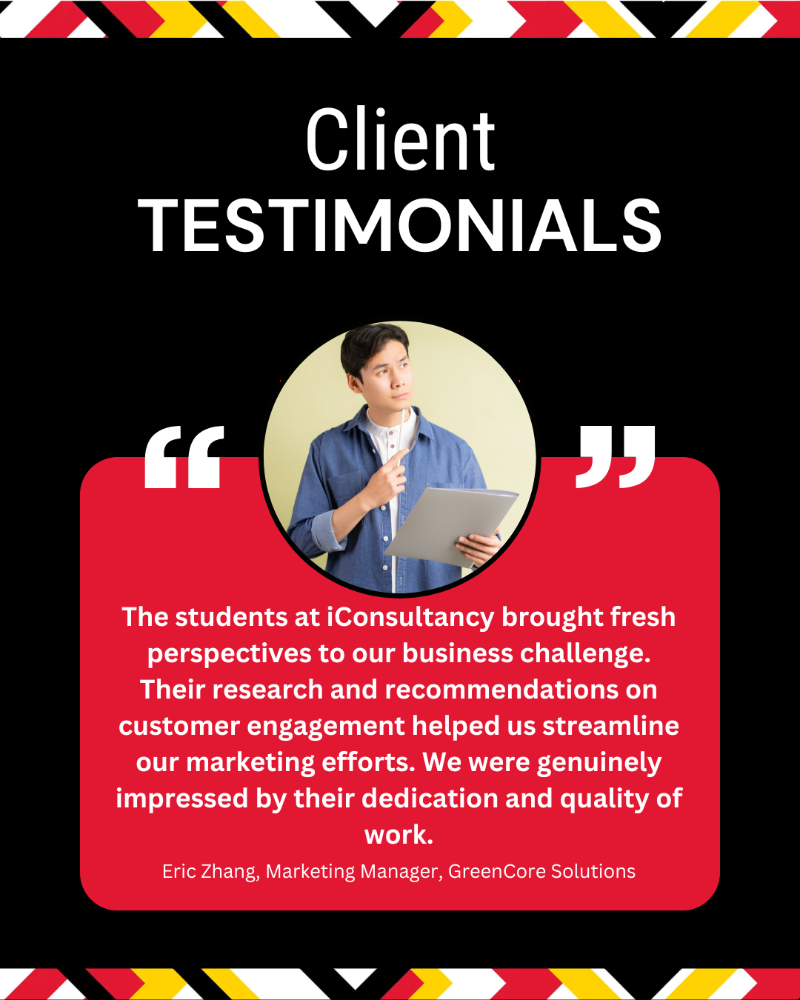 Client
TESTIMONIALS
“ ”
The students at iConsultancy brought fresh
perspectives to our business challenge.
Their research and recommendations on
customer engagement helped us streamline
our marketing efforts. We were genuinely
impressed by their dedication and quality of
work.
Eric Zhang, Marketing Manager, GreenCore Solutions